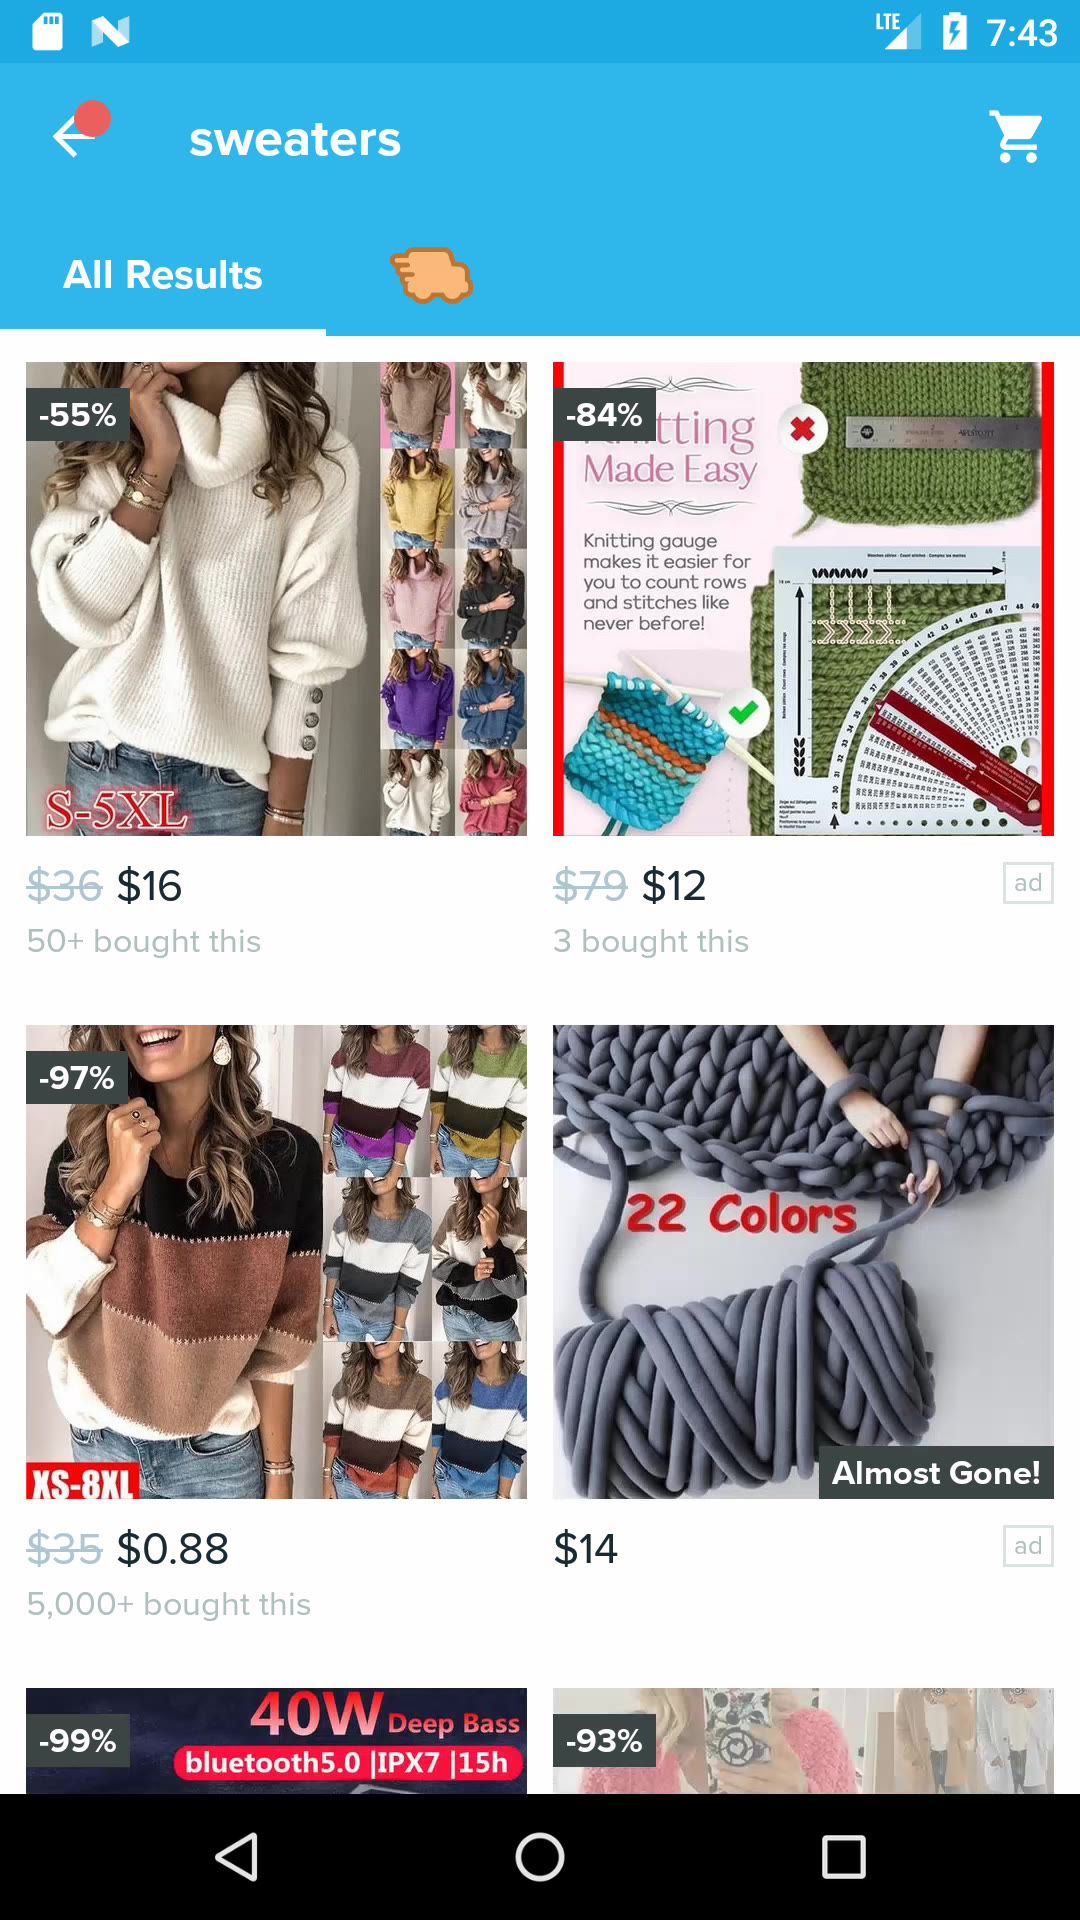 LTE 7:43
sweaters
All Results
-55%
S-5XL
-84%
Knitting
Made Easy
Knitting gauge
makes it easier for
you to count rows
and stitches like
never before!
$36 $16
50+ bought this
$79 $12
ad
3 bought this
-97%
XS-8XL
22 Colors
Almost Gone!
$35 $0.88
5,000+ bought this
$14
ad
-99%
40W Deep Bass
bluetooth5.0 |IPX7 |15h
-93%